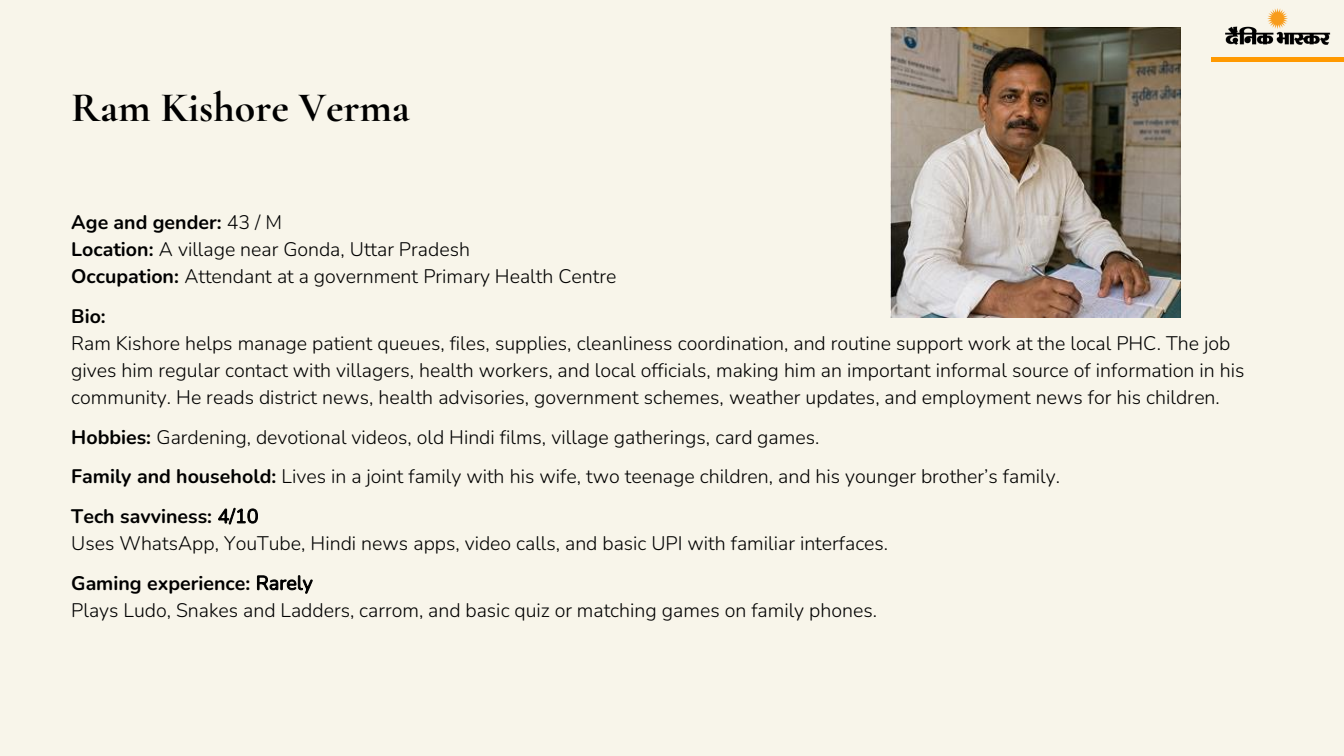 दैनिक भास्कर
स्वस्थ जीवन
सुरक्षित जीवन
Ram Kishore Verma
Age and gender: 43 / M
Location: A village near Gonda, Uttar Pradesh
Occupation: Attendant at a government Primary Health Centre
Bio:
Ram Kishore helps manage patient queues, files, supplies, cleanliness coordination, and routine support work at the local PHC. The job
gives him regular contact with villagers, health workers, and local officials, making him an important informal source of information in his
community. He reads district news, health advisories, government schemes, weather updates, and employment news for his children.
Hobbies: Gardening, devotional videos, old Hindi films, village gatherings, card games.
Family and household: Lives in a joint family with his wife, two teenage children, and his younger brother’s family.
Tech savviness: 4/10
Uses WhatsApp, YouTube, Hindi news apps, video calls, and basic UPI with familiar interfaces.
Gaming experience: Rarely
Plays Ludo, Snakes and Ladders, carrom, and basic quiz or matching games on family phones.